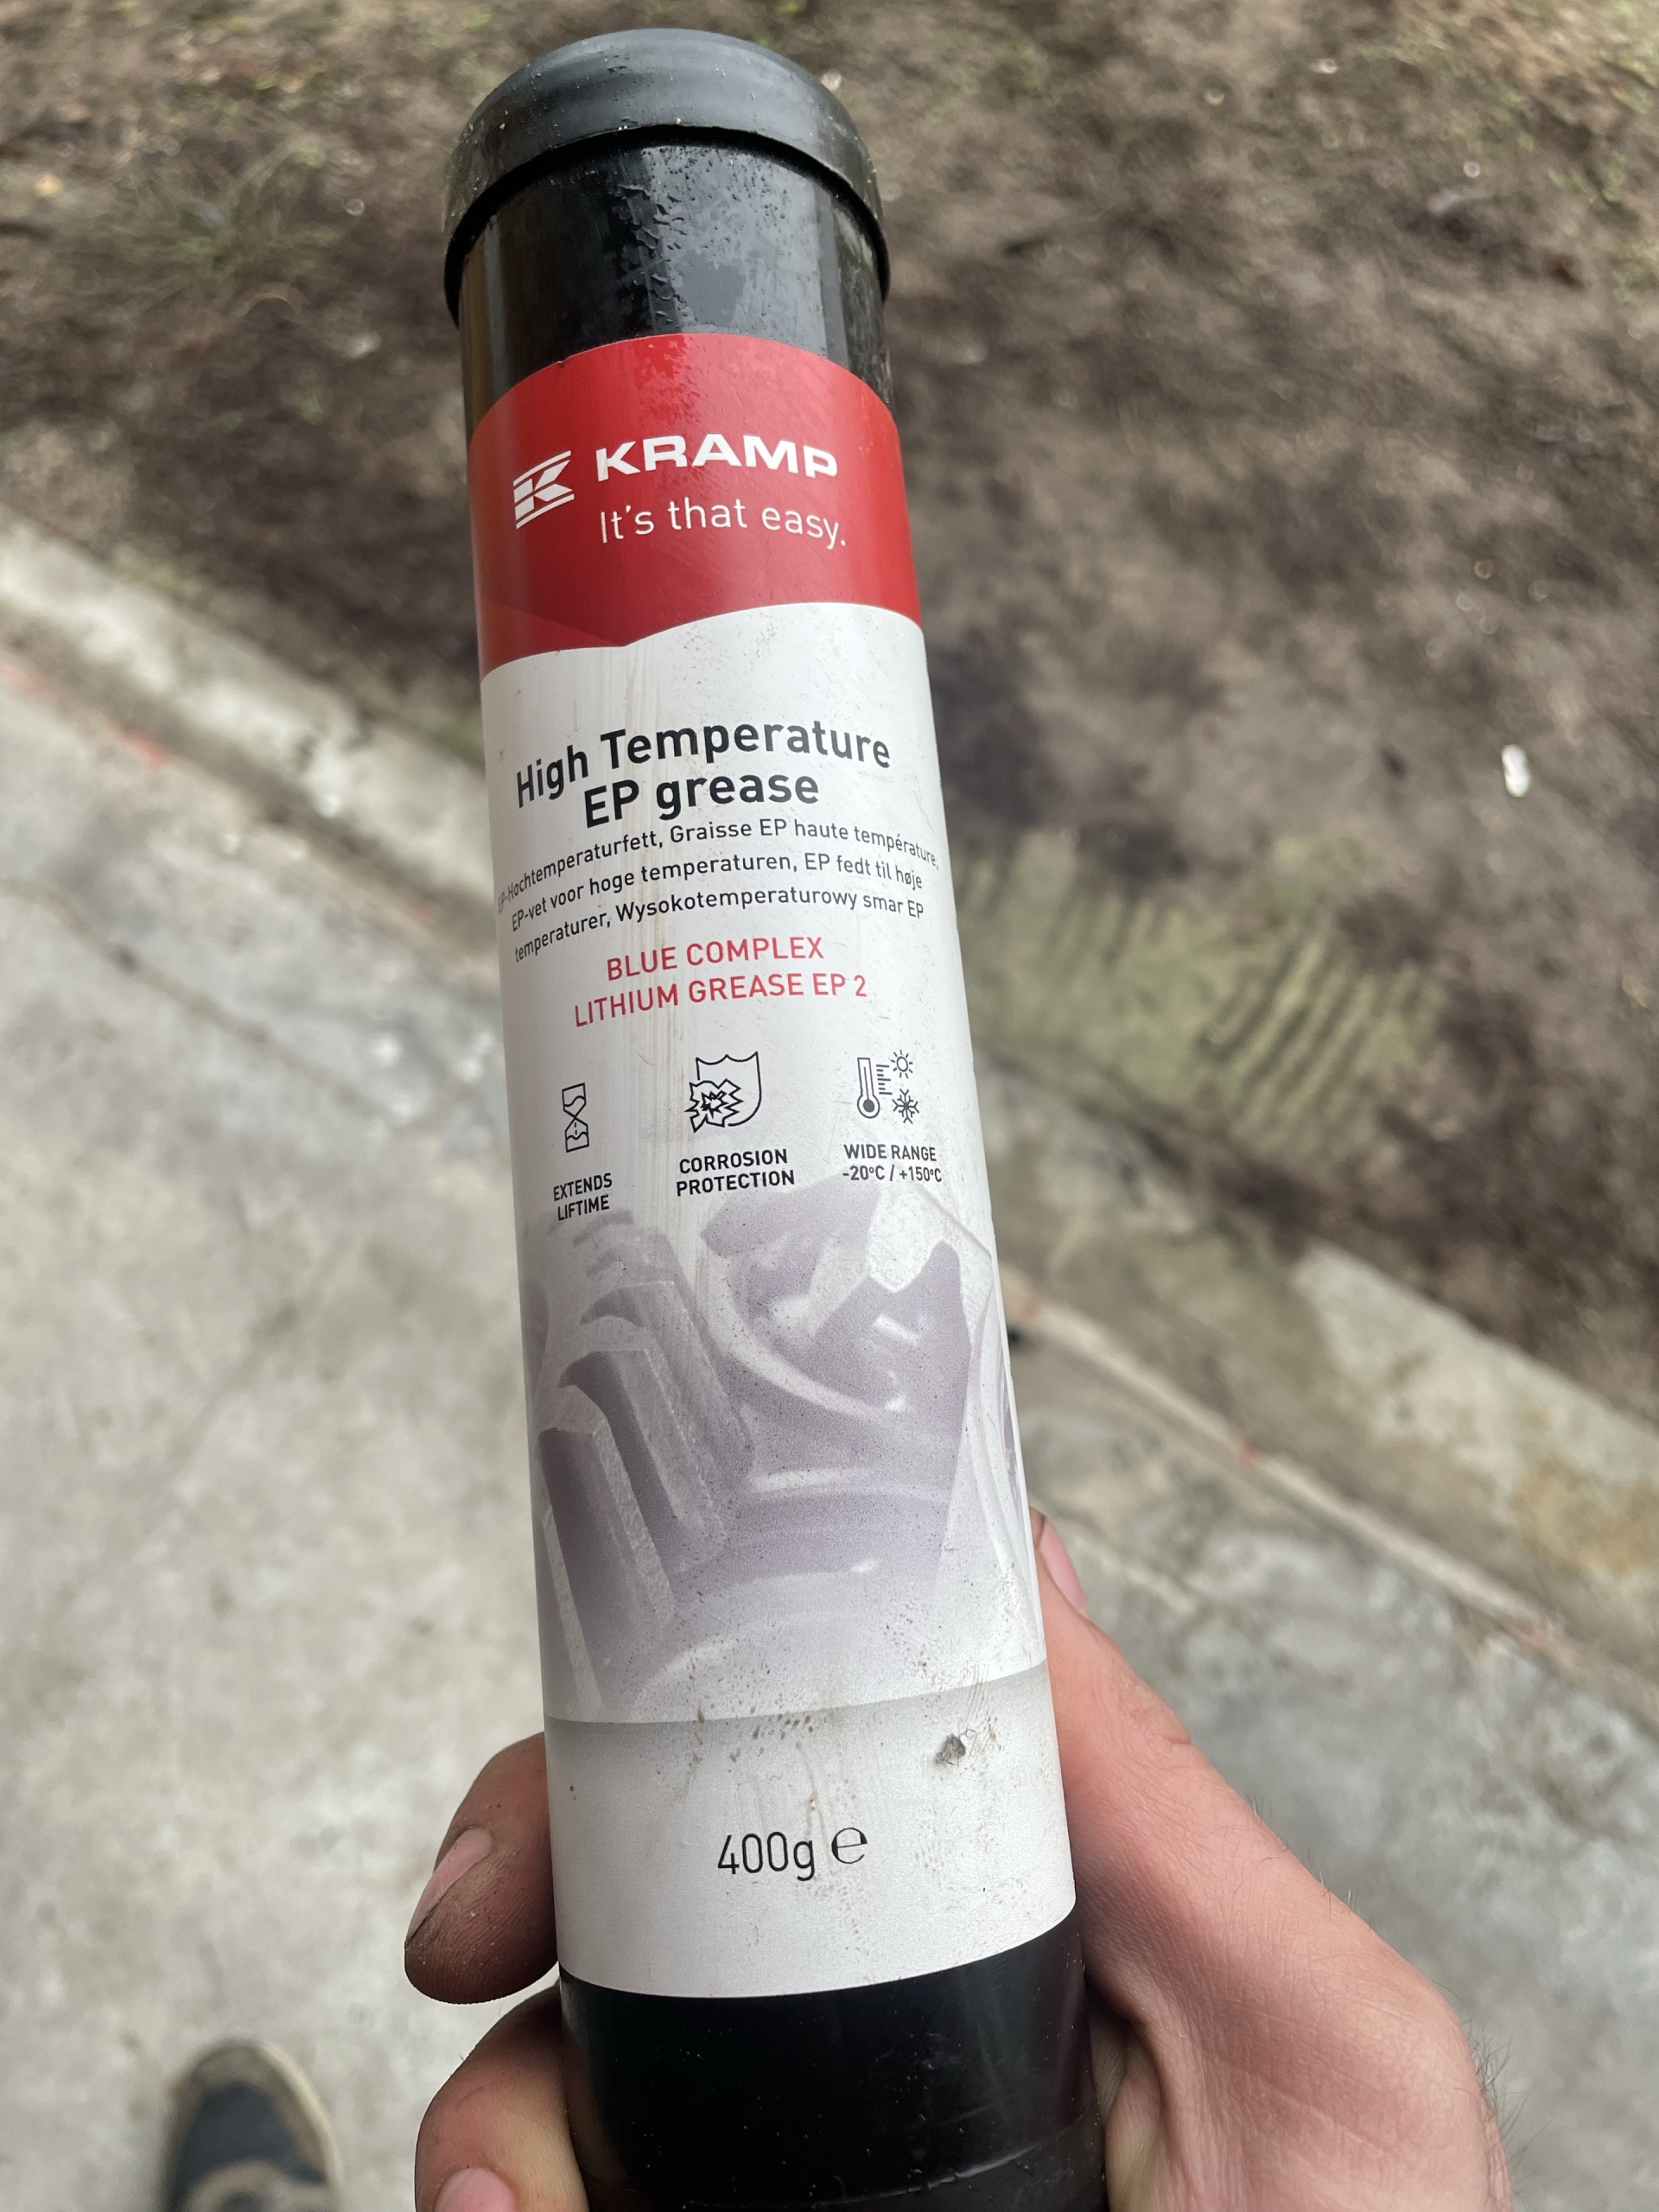 KRAMP
It's that easy.
High Temperature
EP grease
EP-Hochtemperaturfett, Graisse EP haute température,
EP-vet voor hoge temperaturen, EP fedt til høje
temperaturer, Wysokotemperaturowy smar EP
BLUE COMPLEX
LITHIUM GREASE EP 2
EXTENDS
LIFTIME
CORROSION
PROTECTION
WIDE RANGE
-20°C / +150°C
400g ℮